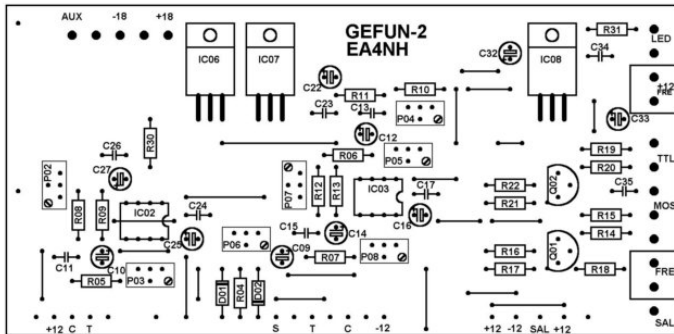 AUX -18 +18
GEFUN-2
EA4NH
IC06
IC07
IC08
C32
R31
LED
C34
+12
FRE
C22
R11
R10
C23
C13
P04
C33
R30
C26
C12
C27
P02
R06
P05
R19
R20
TTL
P07
R12
R13
IC03
C17
R22
R21
Q02
C35
R08
R09
IC02
C24
C16
R15
R14
MOS
C25
P06
C15
C14
C09
R07
P08
R16
R17
Q01
R18
C11
C10
R05
P03
D01
R04
D02
FRE
+12 C T
S T C -12
+12 -12 SAL +12
SAL